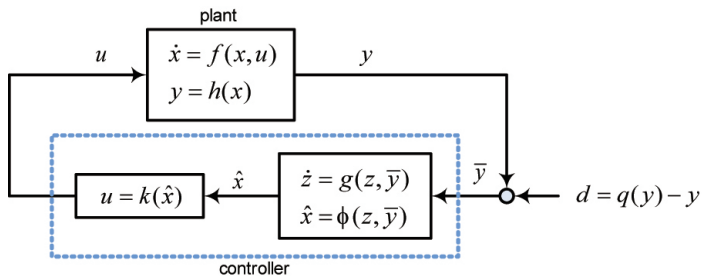 plant
u
ẋ = f(x,u)
y = h(x)
y
u = k(x̂)
x̂
ż = g(z,y̅)
x̂ = ϕ(z,y̅)
y̅
d = q(y) − y
controller